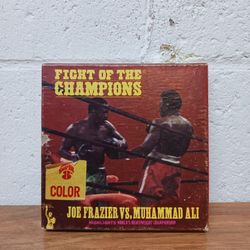 FIGHT OF THE
CHAMPIONS
COLOR
JOE FRAZIER VS. MUHAMMAD ALI